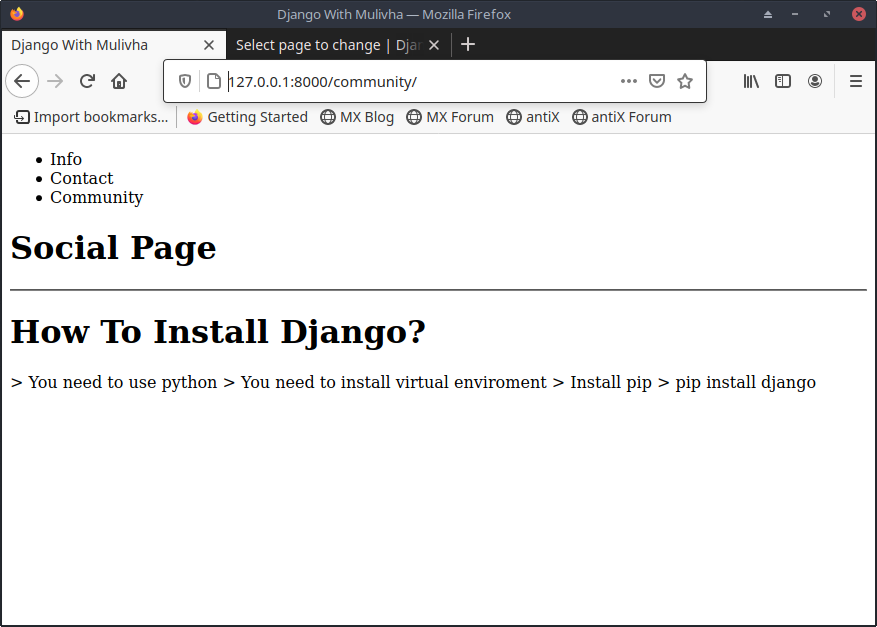 Django With Mulivha — Mozilla Firefox
Django With Mulivha
Select page to change | Djan
127.0.0.1:8000/community/
Import bookmarks... Getting Started MX Blog MX Forum antiX antiX Forum
Info
Contact
Community
Social Page
How To Install Django?
> You need to use python > You need to install virtual enviroment > Install pip > pip install django